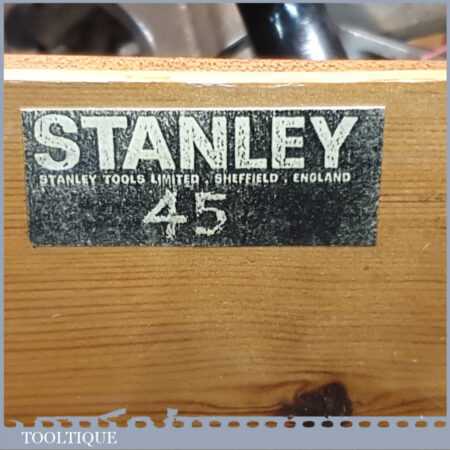 STANLEY
STANLEY TOOLS LIMITED , SHEFFIELD , ENGLAND
45
TOOLTIQUE